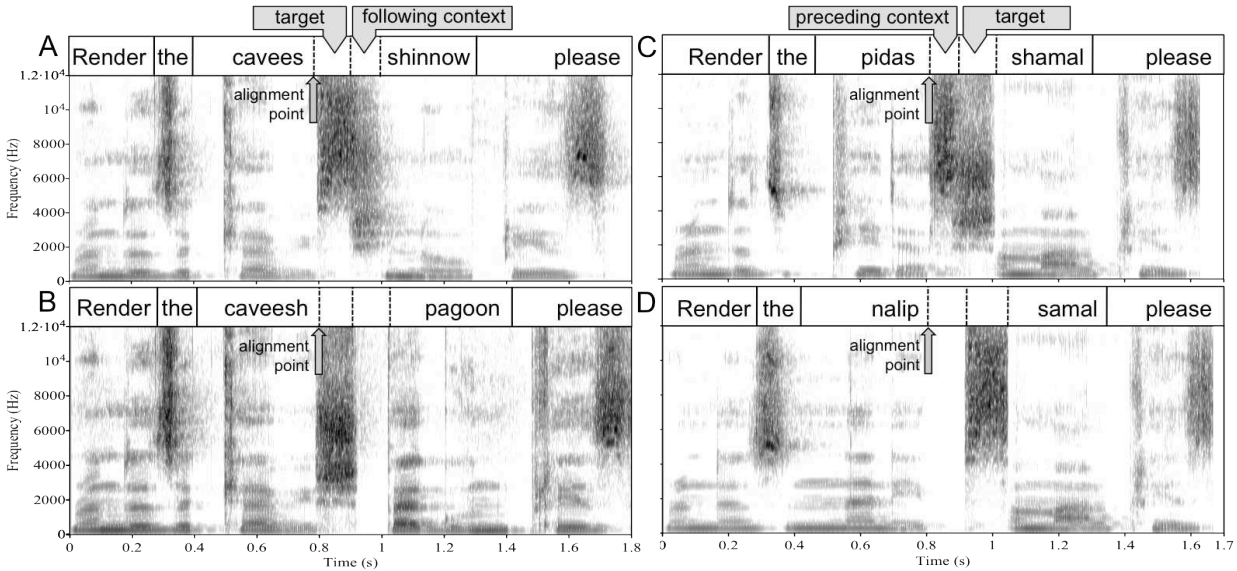 target following context
A
Render the cavees shinnow please
1.2·10⁴
10⁴
8000
6000
4000
2000
0
Frequency (Hz)
alignment
point
B
Render the caveesh pagoon please
1.2·10⁴
10⁴
8000
6000
4000
2000
0
Frequency (Hz)
alignment
point
0 0.2 0.4 0.6 0.8 1 1.2 1.4 1.6 1.8
Time (s)
preceding context target
C
Render the pidas shamal please
alignment
point
D
Render the nalip samal please
alignment
point
0 0.2 0.4 0.6 0.8 1 1.2 1.4 1.6 1.7
Time (s)